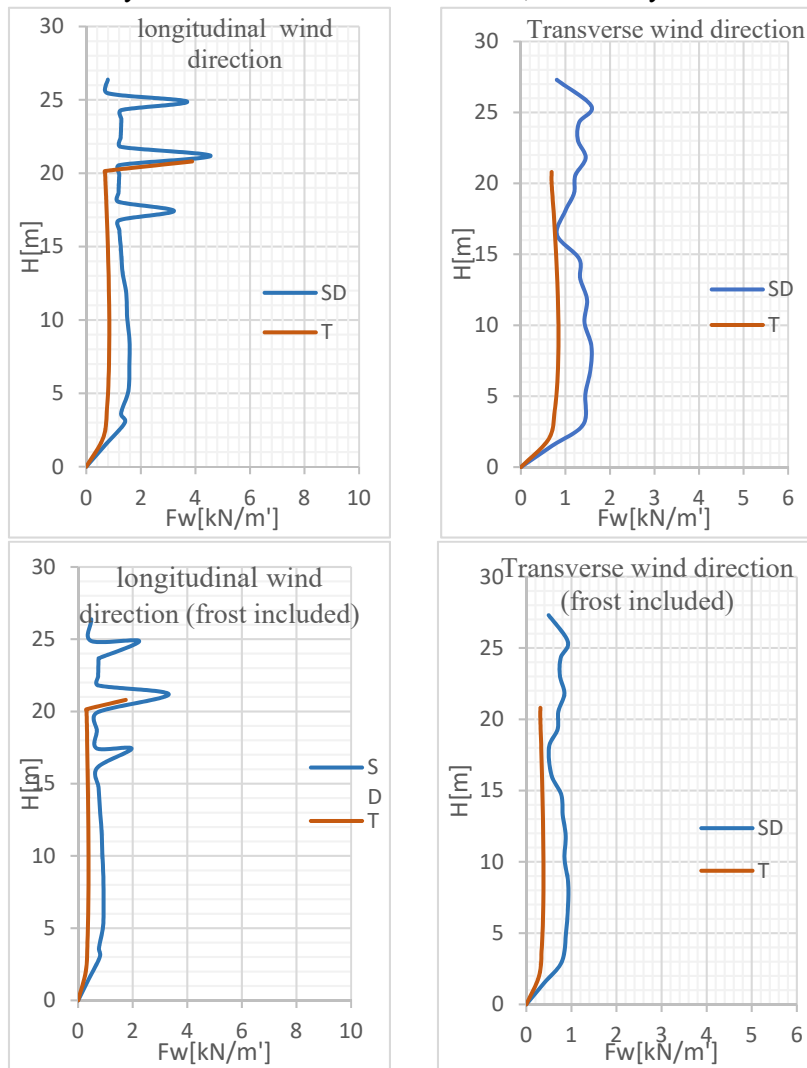 longitudinal wind
direction
30
25
20
15
10
5
0
H[m]
SD
T
0 2 4 6 8 10
Fw[kN/m']
Transverse wind direction
30
25
20
15
10
5
0
H[m]
SD
T
0 1 2 3 4 5 6
Fw[kN/m']
longitudinal wind
direction (frost included)
30
25
20
15
10
5
0
H[m]
S
D
T
0 2 4 6 8 10
Fw[kN/m']
Transverse wind direction
(frost included)
30
25
20
15
10
5
0
H[m]
SD
T
0 1 2 3 4 5 6
Fw[kN/m']